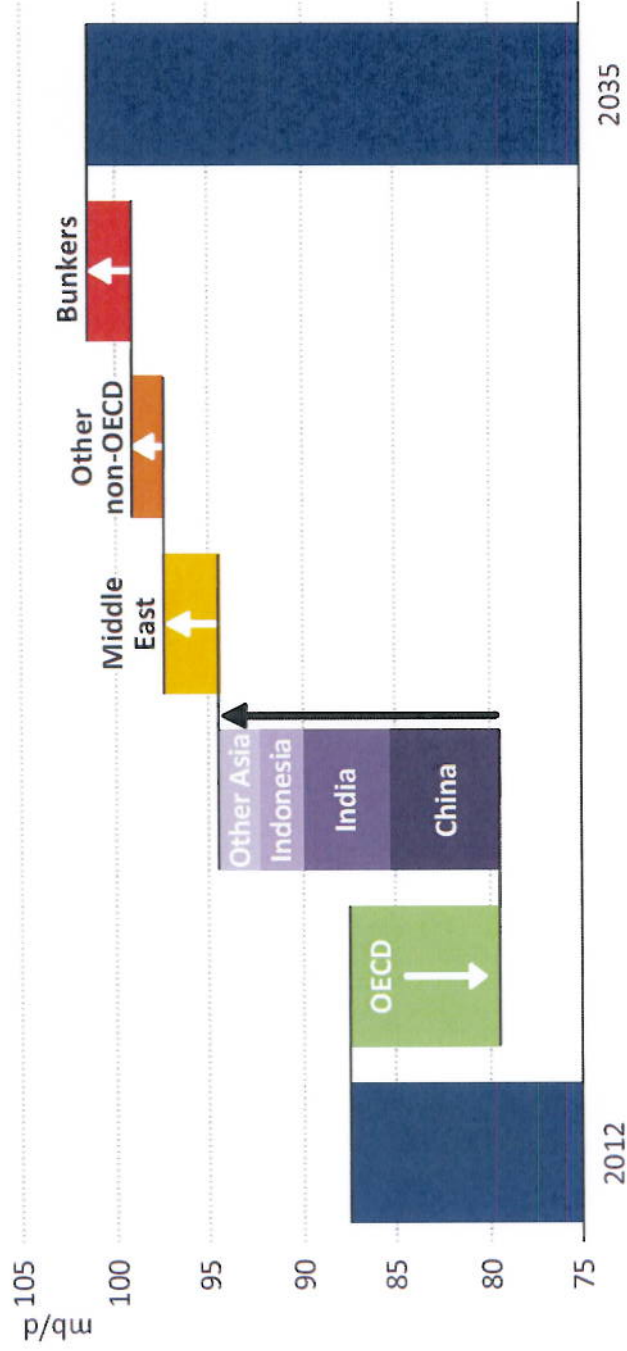 mb/d
105
100
95
90
85
80
75
2012
OECD
Other Asia
Indonesia
India
China
Middle
East
Other
non-OECD
Bunkers
2035